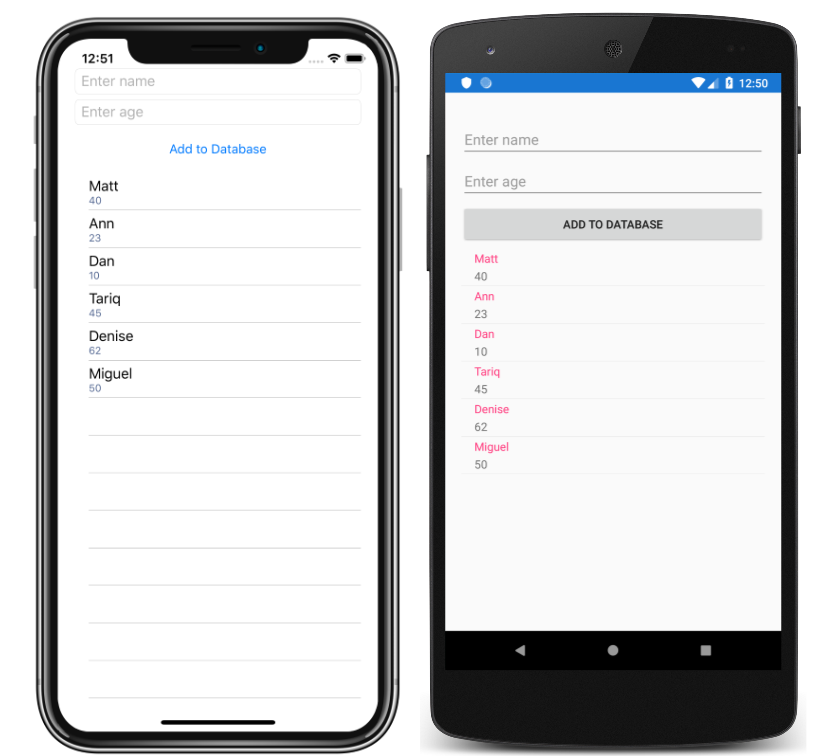 12:51
Enter name
Enter age
Add to Database
Matt
40
Ann
23
Dan
10
Tariq
45
Denise
62
Miguel
50
12:50
Enter name
Enter age
ADD TO DATABASE
Matt
40
Ann
23
Dan
10
Tariq
45
Denise
62
Miguel
50